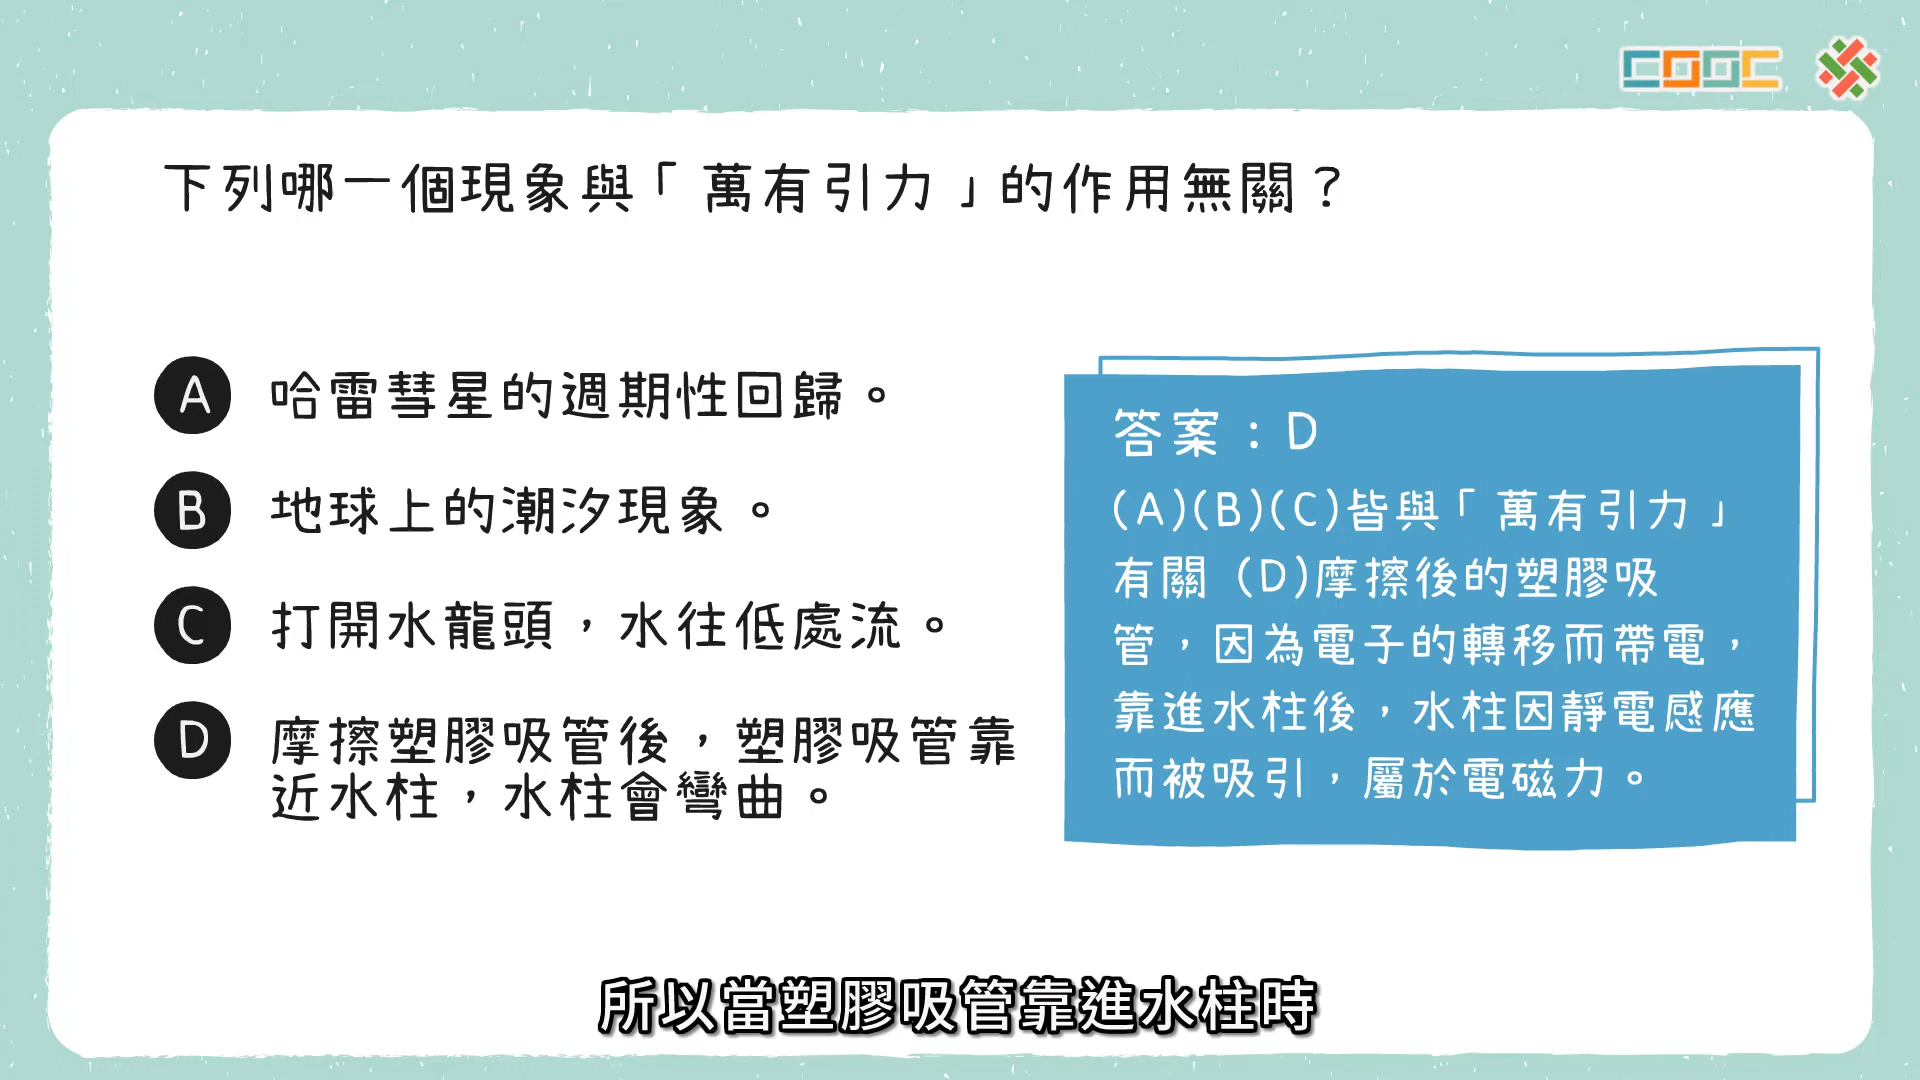 COOC
下列哪一個現象與「萬有引力」的作用無關？
A 哈雷彗星的週期性回歸。
B 地球上的潮汐現象。
C 打開水龍頭，水往低處流。
D 摩擦塑膠吸管後，塑膠吸管靠
近水柱，水柱會彎曲。
答案：D
(A)(B)(C)皆與「萬有引力」
有關 (D)摩擦後的塑膠吸
管，因為電子的轉移而帶電，
靠進水柱後，水柱因靜電感應
而被吸引，屬於電磁力。
所以當塑膠吸管靠進水柱時